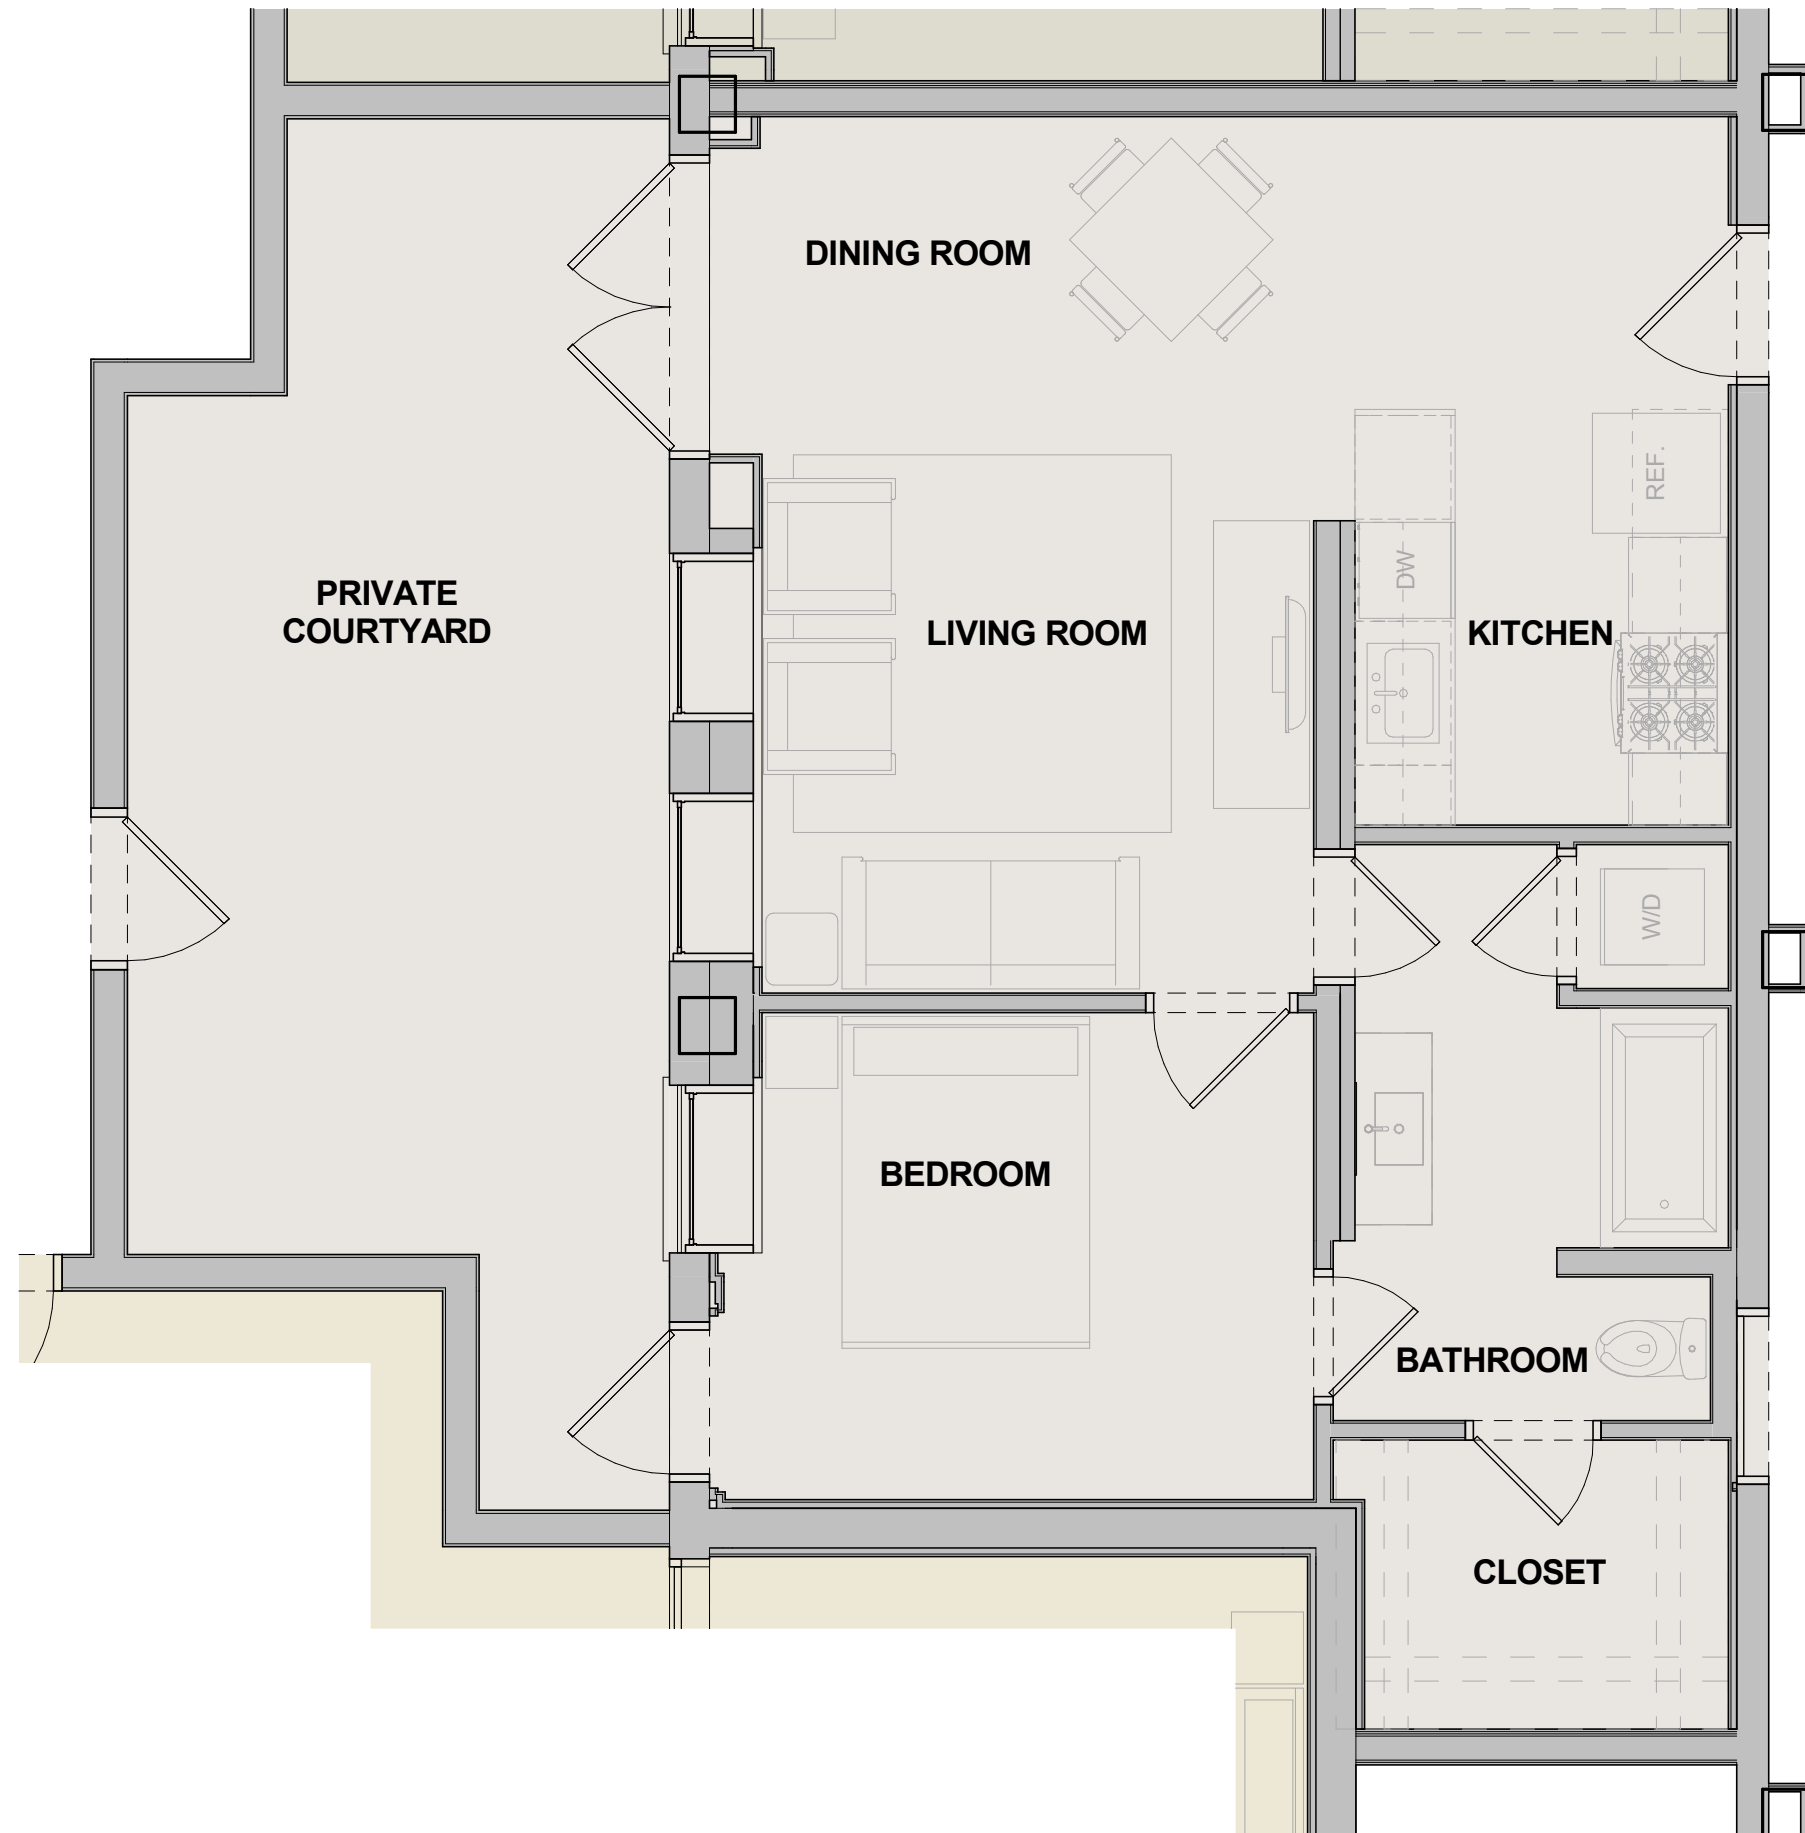 DINING ROOM
REF.
DW
PRIVATE
COURTYARD
LIVING ROOM
KITCHEN
W/D
BEDROOM
BATHROOM
CLOSET